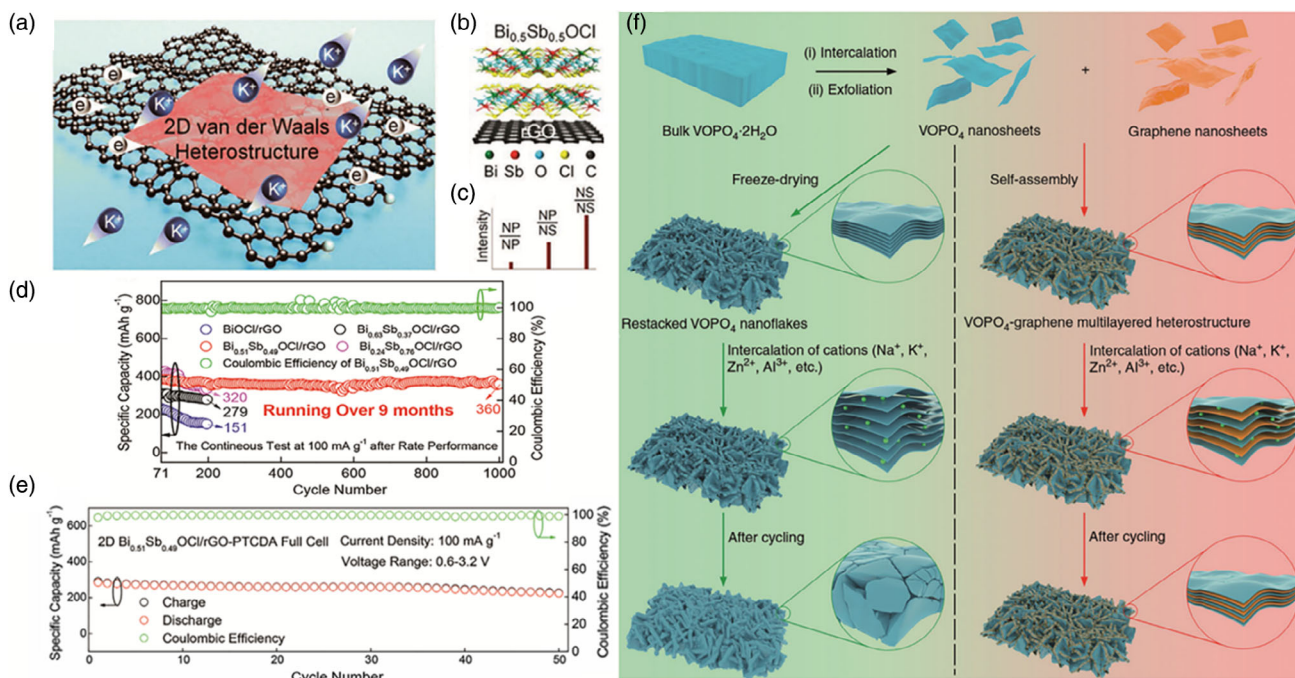 (a)
K⁺
K⁺
K⁺
K⁺
K⁺
K⁺
K⁺
K⁺
K⁺
e
e
e
e
e
2D van der Waals
Heterostructure
(b)
Bi₀.₅Sb₀.₅OCl
rGO
Bi Sb O Cl C
(c)
Intensity
NP
NP
NP
NS
NS
NS
(d)
Specific Capacity (mAh g⁻¹)
800
600
400
200
0
BiOCl/rGO
Bi₀.₆₃Sb₀.₃₇OCl/rGO
Bi₀.₅₁Sb₀.₄₉OCl/rGO
Bi₀.₂₄Sb₀.₇₆OCl/rGO
Coulombic Efficiency of Bi₀.₅₁Sb₀.₄₉OCl/rGO
320
279
151
Running Over 9 months
360
The Contineous Test at 100 mA g⁻¹ after Rate Performance
71 200 400 600 800 1000
Cycle Number
100
80
60
40
20
0
Coulombic Efficiency (%)
(e)
Specific Capacity (mAh g⁻¹)
600
400
200
0
2D Bi₀.₅₁Sb₀.₄₉OCl/rGO-PTCDA Full Cell
Current Density: 100 mA g⁻¹
Voltage Range: 0.6-3.2 V
Charge
Discharge
Coulombic Efficiency
0 10 20 30 40 50
Cycle Number
100
80
60
40
20
0
Coulombic Efficiency (%)
(f)
(i) Intercalation
(ii) Exfoliation
+
Bulk VOPO₄·2H₂O
VOPO₄ nanosheets
Graphene nanosheets
Freeze-drying
Self-assembly
Restacked VOPO₄ nanoflakes
VOPO₄-graphene multilayered heterostructure
Intercalation of cations (Na⁺, K⁺,
Zn²⁺, Al³⁺, etc.)
Intercalation of cations (Na⁺, K⁺,
Zn²⁺, Al³⁺, etc.)
After cycling
After cycling